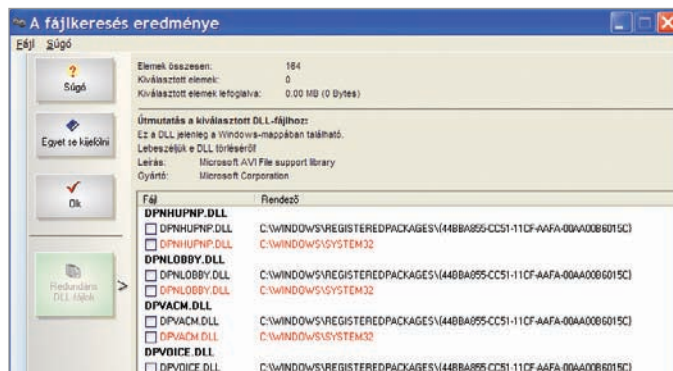 A fájlkeresés eredménye
Fájl Súgó
?
Súgó
Egyet se kijelölni
Ok
Redundáns
DLL fájlok
>
Elemek összesen: 164
Kiválasztott elemek: 0
Kiválasztott elemek lefoglalva: 0.00 MB (0 Bytes)
Útmutatás a kiválasztott DLL-fájlhoz:
Ez a DLL jelenleg a Windows-mappában található.
Lebeszéljük e DLL törléséről
Leírás: Microsoft AVI File support library
Gyártó: Microsoft Corporation
Fájl Rendező
DPNHUPNP.DLL
DPNHUPNP.DLL C:\WINDOWS\REGISTEREDPACKAGES\{44BBA855-CC51-11CF-AAFA-00AA00B6015C}
DPNHUPNP.DLL C:\WINDOWS\SYSTEM32
DPNLOBBY.DLL
DPNLOBBY.DLL C:\WINDOWS\REGISTEREDPACKAGES\{44BBA855-CC51-11CF-AAFA-00AA00B6015C}
DPNLOBBY.DLL C:\WINDOWS\SYSTEM32
DPVACM.DLL
DPVACM.DLL C:\WINDOWS\REGISTEREDPACKAGES\{44BBA855-CC51-11CF-AAFA-00AA00B6015C}
DPVACM.DLL C:\WINDOWS\SYSTEM32
DPVOICE.DLL
DPVOICE.DLL C:\WINDOWS\REGISTEREDPACKAGES\{44BBA855-CC51-11CF-AAFA-00AA00B6015C}